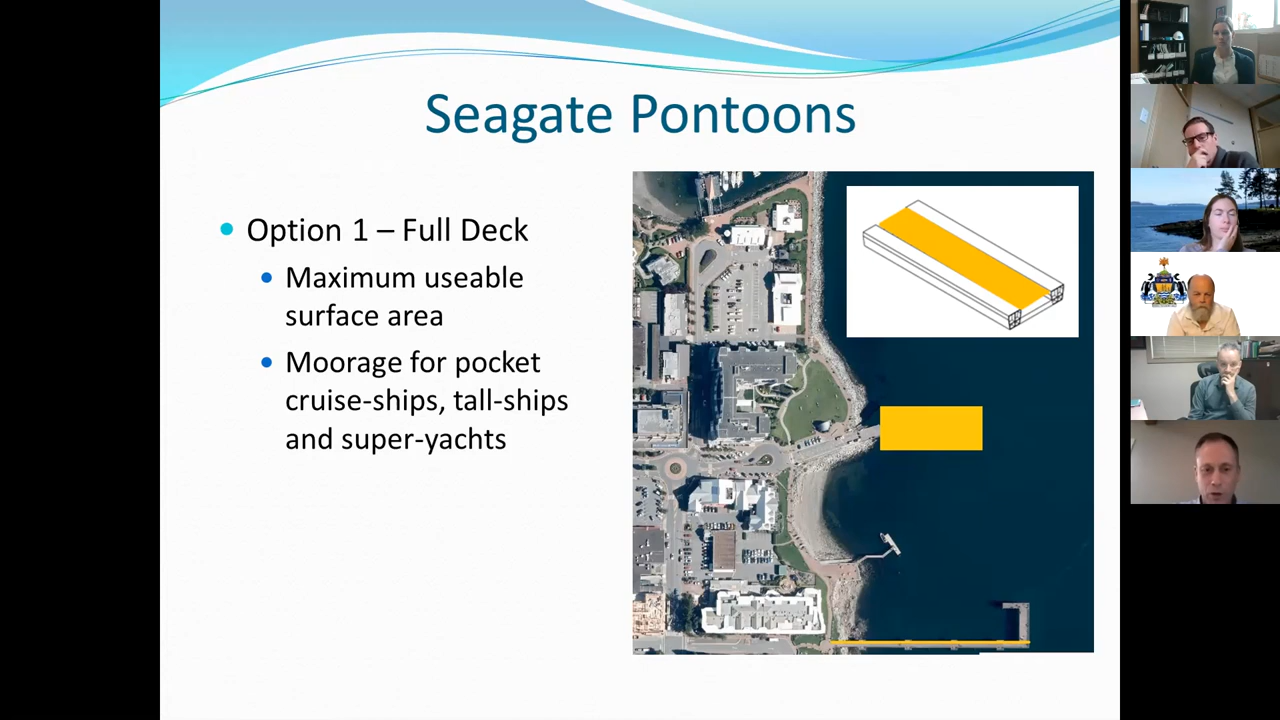 Seagate Pontoons
Option 1 – Full Deck
Maximum useable
surface area
Moorage for pocket
cruise-ships, tall-ships
and super-yachts